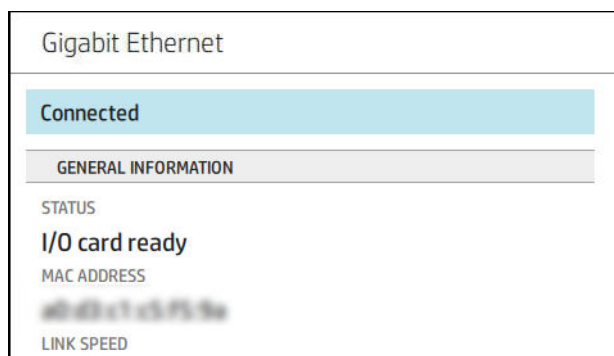 Gigabit Ethernet
Connected
GENERAL INFORMATION
STATUS
I/O card ready
MAC ADDRESS
LINK SPEED